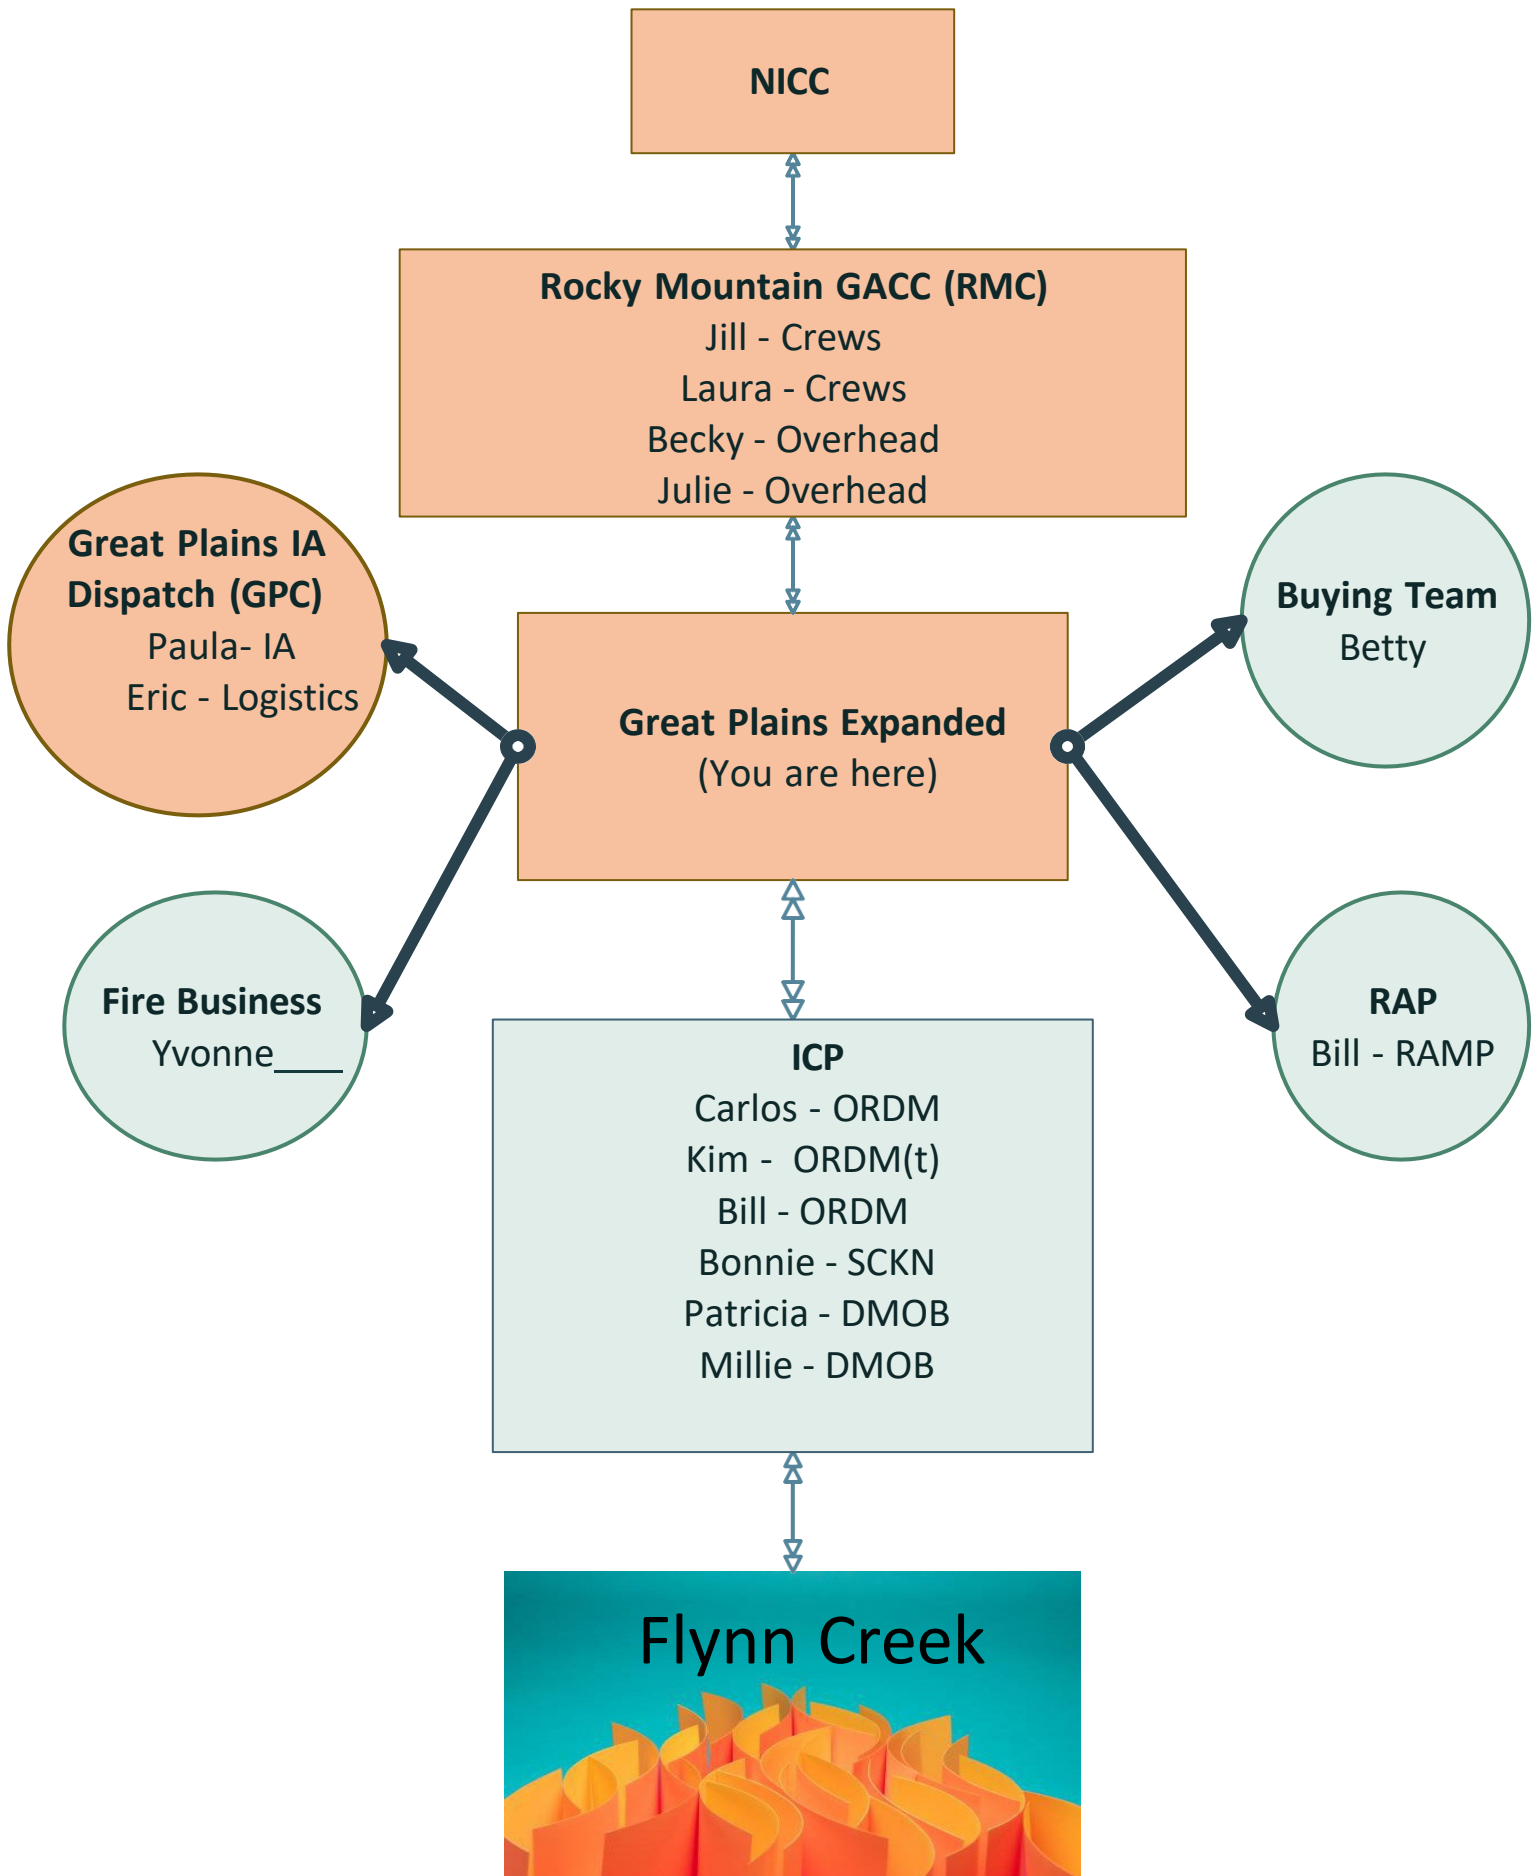 NICC
Rocky Mountain GACC (RMC)
Jill - Crews
Laura - Crews
Becky - Overhead
Julie - Overhead
Great Plains IA
Dispatch (GPC)
Paula- IA
Eric - Logistics
Buying Team
Betty
Great Plains Expanded
(You are here)
Fire Business
Yvonne____
RAP
Bill - RAMP
ICP
Carlos - ORDM
Kim -  ORDM(t)
Bill - ORDM
Bonnie - SCKN
Patricia - DMOB
Millie - DMOB
Flynn Creek